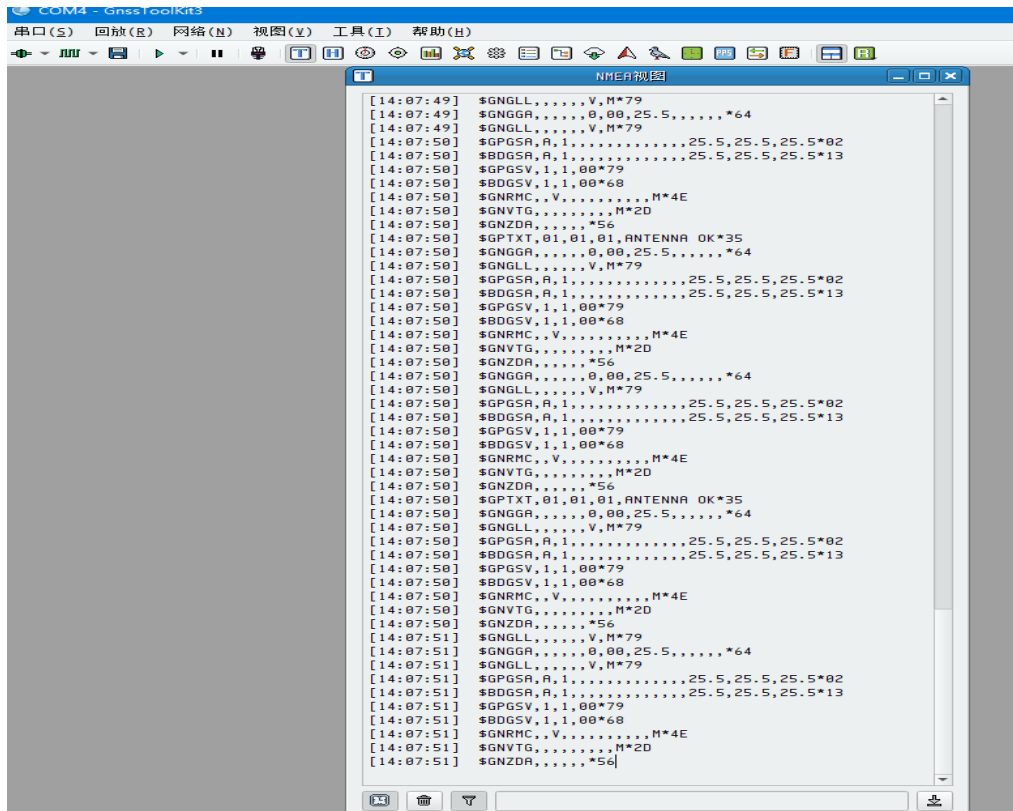 COM4 - GnssToolKit3
串口(S) 回放(R) 网络(N) 视图(V) 工具(I) 帮助(H)
NMEA视图
[14:07:49] $GNGLL,,,,,,V,M*79
[14:07:49] $GNGGA,,,,,,0,00,25.5,,,,,,*64
[14:07:49] $GNGLL,,,,,,V,M*79
[14:07:50] $GPGSA,A,1,,,,,,,,,,,,,25.5,25.5,25.5*02
[14:07:50] $BDGSA,A,1,,,,,,,,,,,,,25.5,25.5,25.5*13
[14:07:50] $GPGSV,1,1,00*79
[14:07:50] $BDGSV,1,1,00*68
[14:07:50] $GNRMC,,V,,,,,,,,,,M*4E
[14:07:50] $GNVTG,,,,,,,,,M*2D
[14:07:50] $GNZDA,,,,,,*56
[14:07:50] $GPTXT,01,01,01,ANTENNA OK*35
[14:07:50] $GNGGA,,,,,,0,00,25.5,,,,,,*64
[14:07:50] $GNGLL,,,,,,V,M*79
[14:07:50] $GPGSA,A,1,,,,,,,,,,,,,25.5,25.5,25.5*02
[14:07:50] $BDGSA,A,1,,,,,,,,,,,,,25.5,25.5,25.5*13
[14:07:50] $GPGSV,1,1,00*79
[14:07:50] $BDGSV,1,1,00*68
[14:07:50] $GNRMC,,V,,,,,,,,,,M*4E
[14:07:50] $GNVTG,,,,,,,,,M*2D
[14:07:50] $GNZDA,,,,,,*56
[14:07:50] $GNGGA,,,,,,0,00,25.5,,,,,,*64
[14:07:50] $GNGLL,,,,,,V,M*79
[14:07:50] $GPGSA,A,1,,,,,,,,,,,,,25.5,25.5,25.5*02
[14:07:50] $BDGSA,A,1,,,,,,,,,,,,,25.5,25.5,25.5*13
[14:07:50] $GPGSV,1,1,00*79
[14:07:50] $BDGSV,1,1,00*68
[14:07:50] $GNRMC,,V,,,,,,,,,,M*4E
[14:07:50] $GNVTG,,,,,,,,,M*2D
[14:07:50] $GNZDA,,,,,,*56
[14:07:50] $GPTXT,01,01,01,ANTENNA OK*35
[14:07:50] $GNGGA,,,,,,0,00,25.5,,,,,,*64
[14:07:50] $GNGLL,,,,,,V,M*79
[14:07:50] $GPGSA,A,1,,,,,,,,,,,,,25.5,25.5,25.5*02
[14:07:50] $BDGSA,A,1,,,,,,,,,,,,,25.5,25.5,25.5*13
[14:07:50] $GPGSV,1,1,00*79
[14:07:50] $BDGSV,1,1,00*68
[14:07:50] $GNRMC,,V,,,,,,,,,,M*4E
[14:07:50] $GNVTG,,,,,,,,,M*2D
[14:07:50] $GNZDA,,,,,,*56
[14:07:51] $GNGLL,,,,,,V,M*79
[14:07:51] $GNGGA,,,,,,0,00,25.5,,,,,,*64
[14:07:51] $GNGLL,,,,,,V,M*79
[14:07:51] $GPGSA,A,1,,,,,,,,,,,,,25.5,25.5,25.5*02
[14:07:51] $BDGSA,A,1,,,,,,,,,,,,,25.5,25.5,25.5*13
[14:07:51] $GPGSV,1,1,00*79
[14:07:51] $BDGSV,1,1,00*68
[14:07:51] $GNRMC,,V,,,,,,,,,,M*4E
[14:07:51] $GNVTG,,,,,,,,,M*2D
[14:07:51] $GNZDA,,,,,,*56